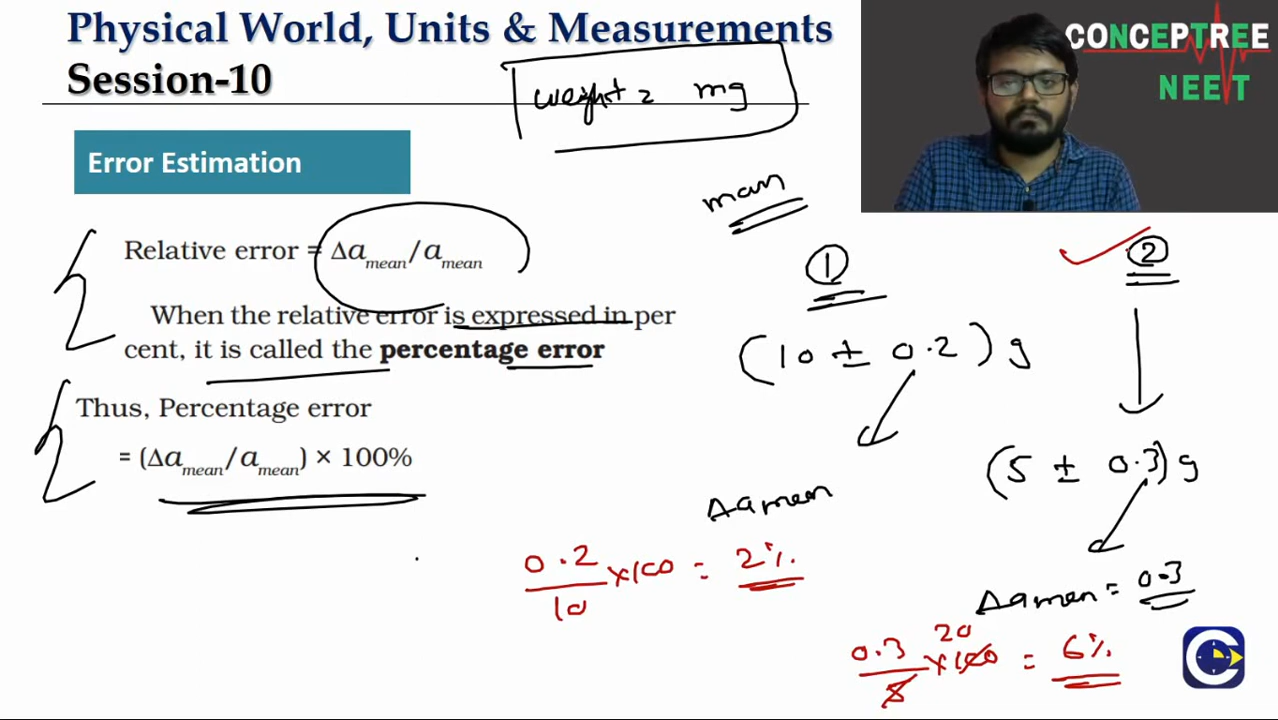 Physical World, Units & Measurements
Session-10
CONCEPTREE
NEET
weight = mg
Error Estimation
mass
Relative error = Δa_mean/a_mean
When the relative error is expressed in per
cent, it is called the percentage error
Thus, Percentage error
= (Δa_mean/a_mean) × 100%
1
(10 ± 0.2) g
Δamean
0.2/10 × 100 = 2%
2
(5 ± 0.3) g
Δamean = 0.3
0.3/5 × 100 20 = 6%